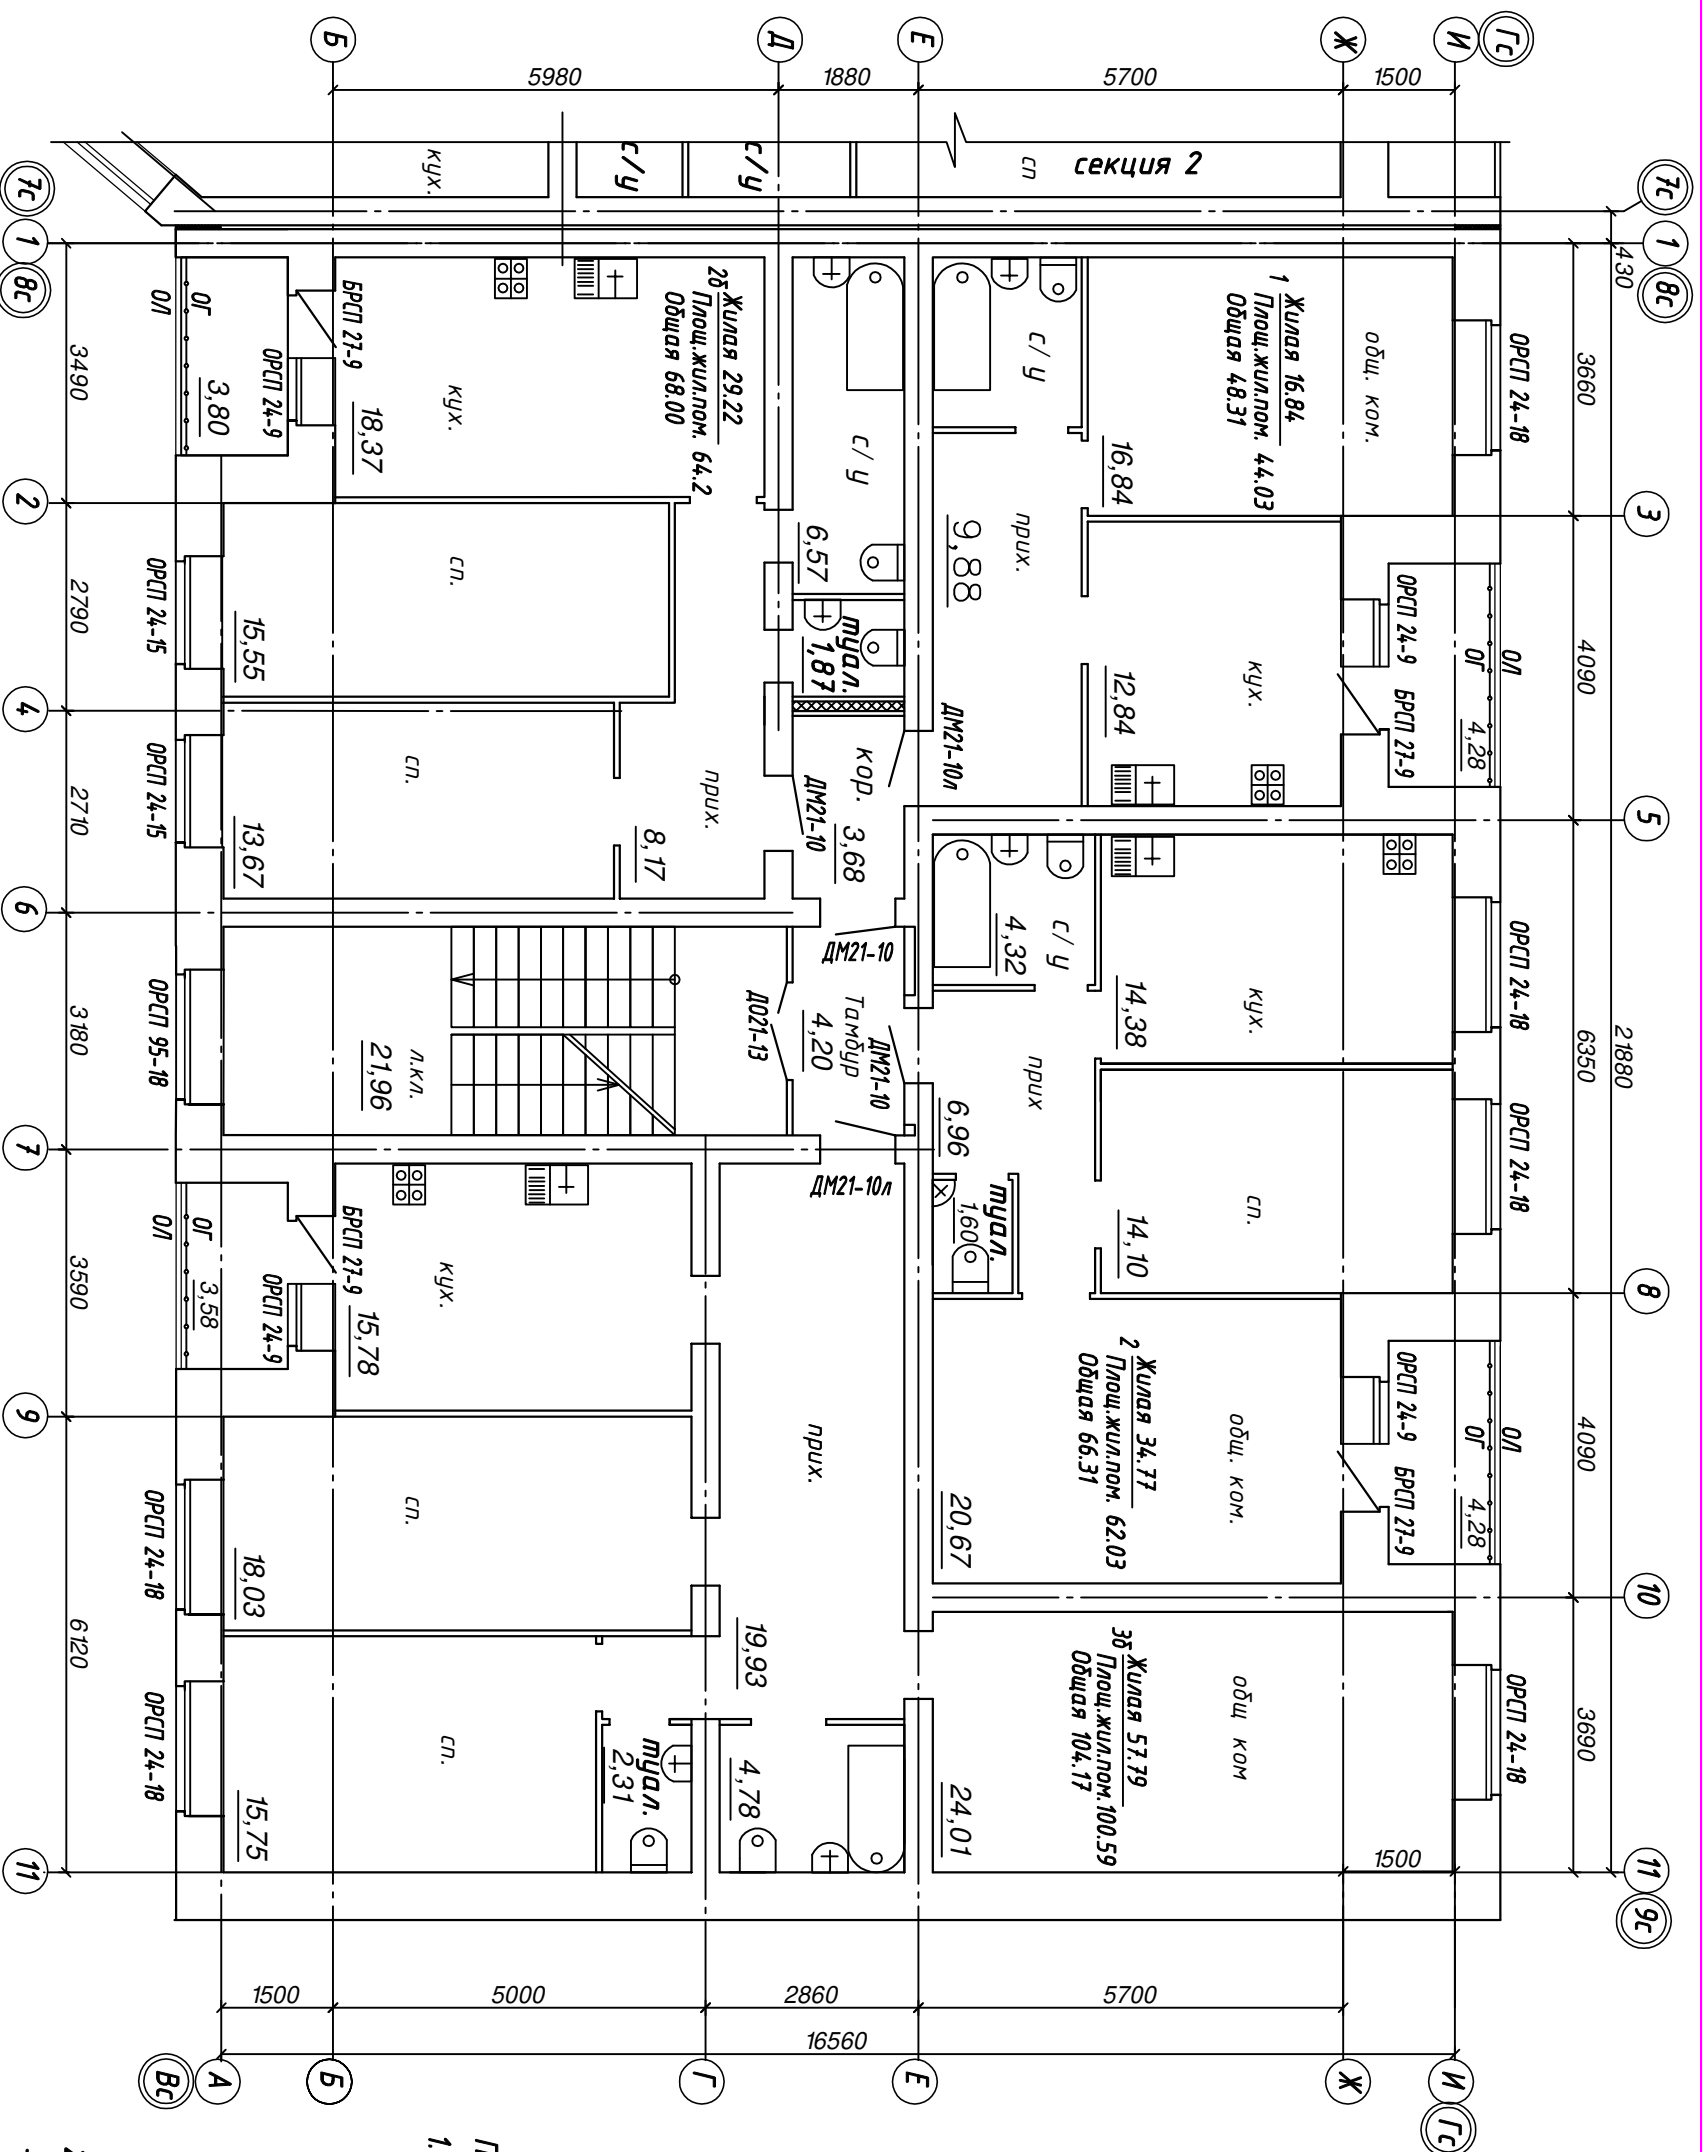 Б
Д
Е
Ж
И
Гс
5980
1880
5700
1500
кух.
с/у
с/у
сп
секция 2
7с
1
8с
7с
1
8с
430
21880
3660
4090
6350
4090
3690
3
5
8
10
11
9с
3490
2790
2710
3180
3590
6120
2
4
6
7
9
11
ОРСП 24-18
общ. ком.
1 Жилая 16.84
Площ.жил.пом. 44.03
Общая 48.31
16,84
с/у
прих.
9,88
ОЛ
ОГ
4,28
ОРСП 24-9
БРСП 27-9
кух.
12,84
ДМ21-10л
2б Жилая 29.22
Площ.жил.пом. 64.2
Общая 68.00
кух.
18,37
БРСП 27-9
ОРСП 24-9
3,80
ОГ
ОЛ
с/у
6,57
туал.
1,87
сп.
15,55
ОРСП 24-15
сп.
13,67
ОРСП 24-15
прих.
8,17
кор.
3,68
ДМ21-10
ДМ21-10
Тамбур
4,20
ДМ21-10
ДО21-13
ДМ21-10л
л.кл.
21,96
ОРСП 95-18
ОРСП 24-18
кух.
14,38
с/у
4,32
прих
6,96
туал.
1,60
ОРСП 24-18
сп.
14,10
2 Жилая 34.77
Площ.жил.пом. 62.03
Общая 66.31
общ. ком.
20,67
ОЛ
ОГ
4,28
ОРСП 24-9
БРСП 27-9
кух.
15,78
БРСП 27-9
ОРСП 24-9
3,58
ОГ
ОЛ
прих.
19,93
сп.
18,03
ОРСП 24-18
сп.
15,75
ОРСП 24-18
туал.
2,31
4,78
3б Жилая 57.79
Площ.жил.пом.100.59
Общая 104.17
общ ком
24,01
ОРСП 24-18
1500
1500
5000
2860
5700
16560
Вс
А
Б
Г
Е
Ж
И
Гс
1.